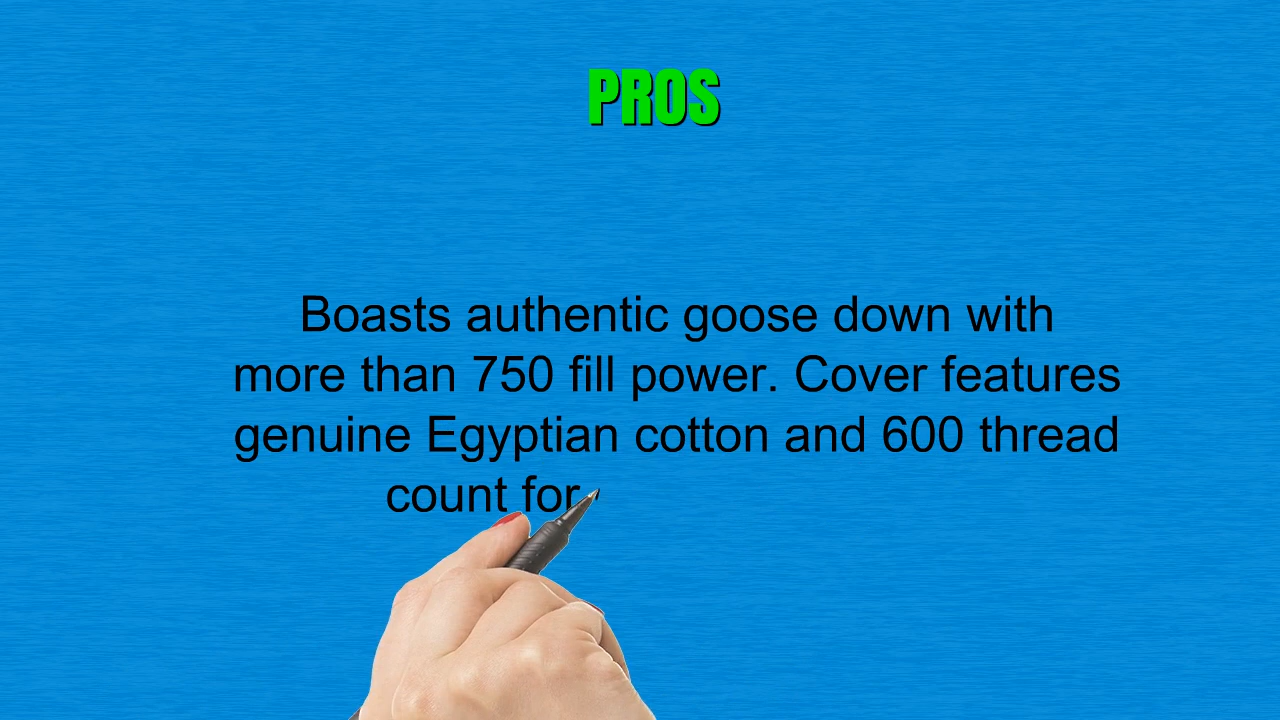 PROS
Boasts authentic goose down with
more than 750 fill power. Cover features
genuine Egyptian cotton and 600 thread
count for